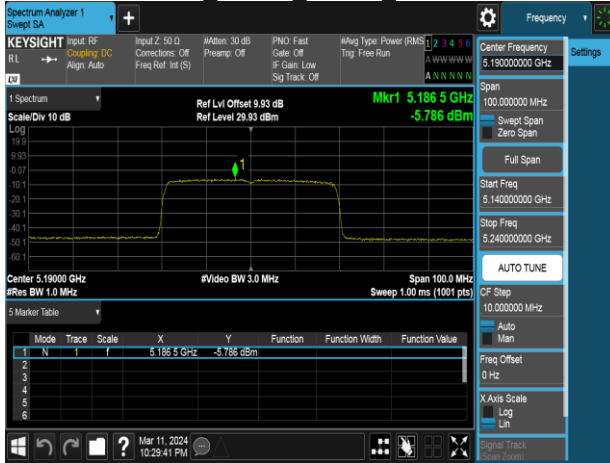 Spectrum Analyzer 1
Swept SA
+
Frequency
KEYSIGHT
RL
Input: RF
Coupling: DC
Align: Auto
Input Z: 50 Ω
Corrections: Off
Freq Ref: Int (S)
#Atten: 30 dB
Preamp: Off
PNO: Fast
Gate: Off
IF Gain: Low
Sig Track: Off
#Avg Type: Power (RMS
Trig: Free Run
1 2 3 4 5 6
A W W W W W
A N N N N N
LXI
1 Spectrum
Scale/Div 10 dB
Ref Lvl Offset 9.93 dB
Ref Level 29.93 dBm
Mkr1 5.186 5 GHz
-5.786 dBm
Log
19.9
9.93
-0.07
-10.1
-20.1
-30.1
-40.1
-50.1
-60.1
1
Center 5.19000 GHz
#Res BW 1.0 MHz
#Video BW 3.0 MHz
Span 100.0 MHz
Sweep 1.00 ms (1001 pts)
5 Marker Table
Mode Trace Scale X Y Function Function Width Function Value
1 N 1 f 5.186 5 GHz -5.786 dBm
2
3
4
5
6
Mar 11, 2024
10:29:41 PM
Center Frequency
5.190000000 GHz
Settings
Span
100.000000 MHz
Swept Span
Zero Span
Full Span
Start Freq
5.140000000 GHz
Stop Freq
5.240000000 GHz
AUTO TUNE
CF Step
10.000000 MHz
Auto
Man
Freq Offset
0 Hz
X Axis Scale
Log
Lin
Signal Track
(Span Zoom)